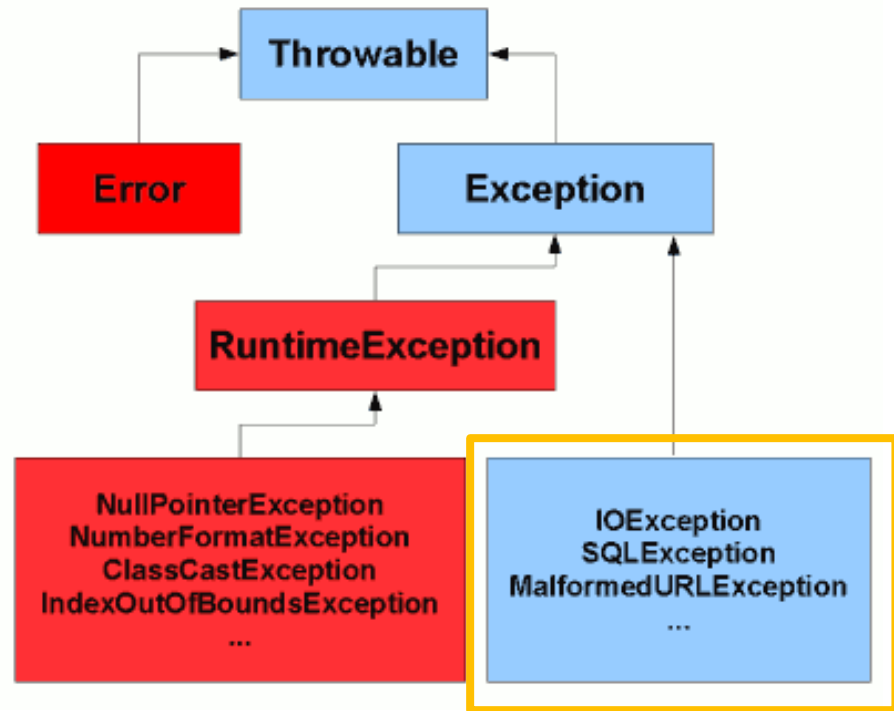 Throwable
Error
Exception
RuntimeException
NullPointerException
NumberFormatException
ClassCastException
IndexOutOfBoundsException
...
IOException
SQLException
MalformedURLException
...